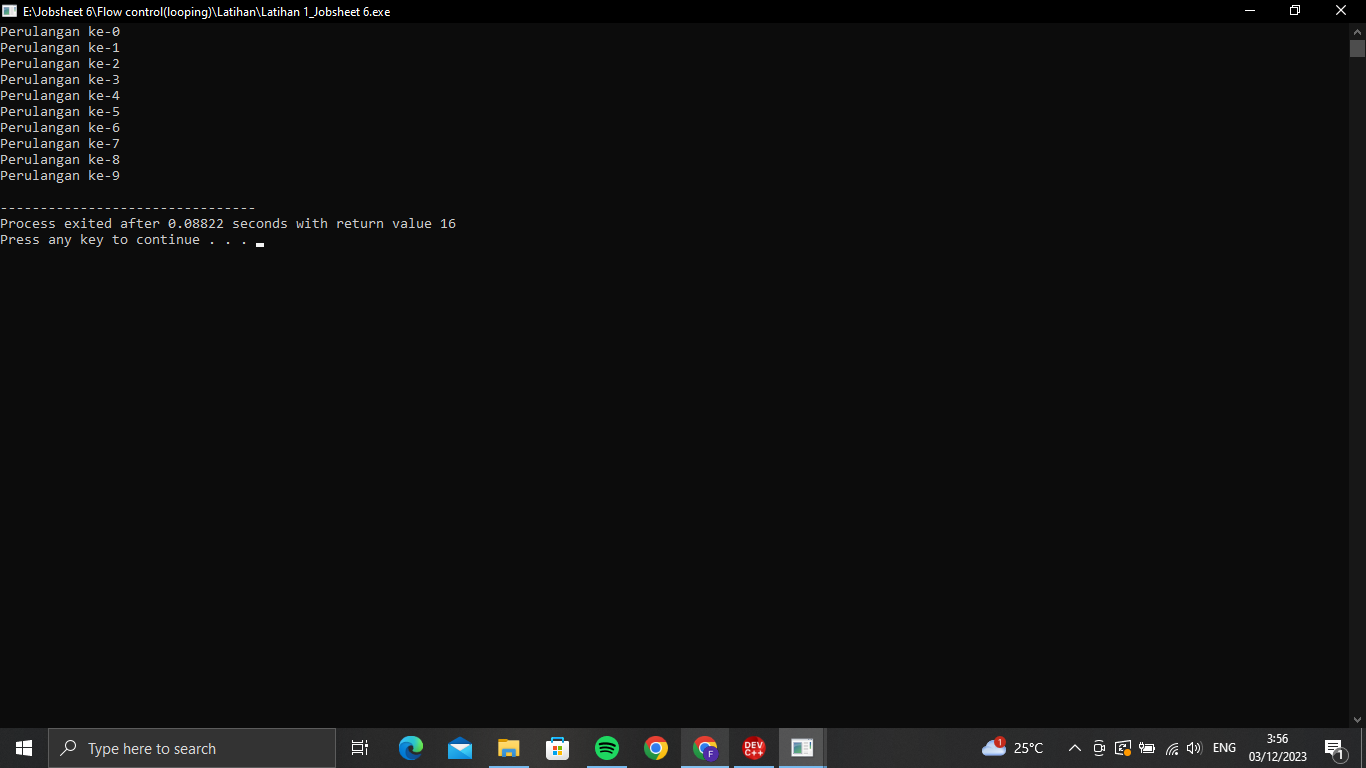 E:\Jobsheet 6\Flow control(looping)\Latihan\Latihan 1_Jobsheet 6.exe
Perulangan ke-0
Perulangan ke-1
Perulangan ke-2
Perulangan ke-3
Perulangan ke-4
Perulangan ke-5
Perulangan ke-6
Perulangan ke-7
Perulangan ke-8
Perulangan ke-9
--------------------------------
Process exited after 0.08822 seconds with return value 16
Press any key to continue . . .
Type here to search
F
DEV
C++
1
25°C
ENG
3:56
03/12/2023
1